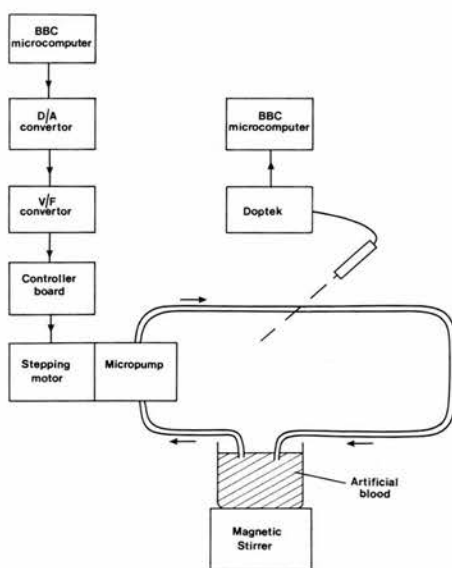 BBC
microcomputer
D/A
convertor
V/F
convertor
Controller
board
Stepping
motor
Micropump
BBC
microcomputer
Doptek
Artificial
blood
Magnetic
Stirrer